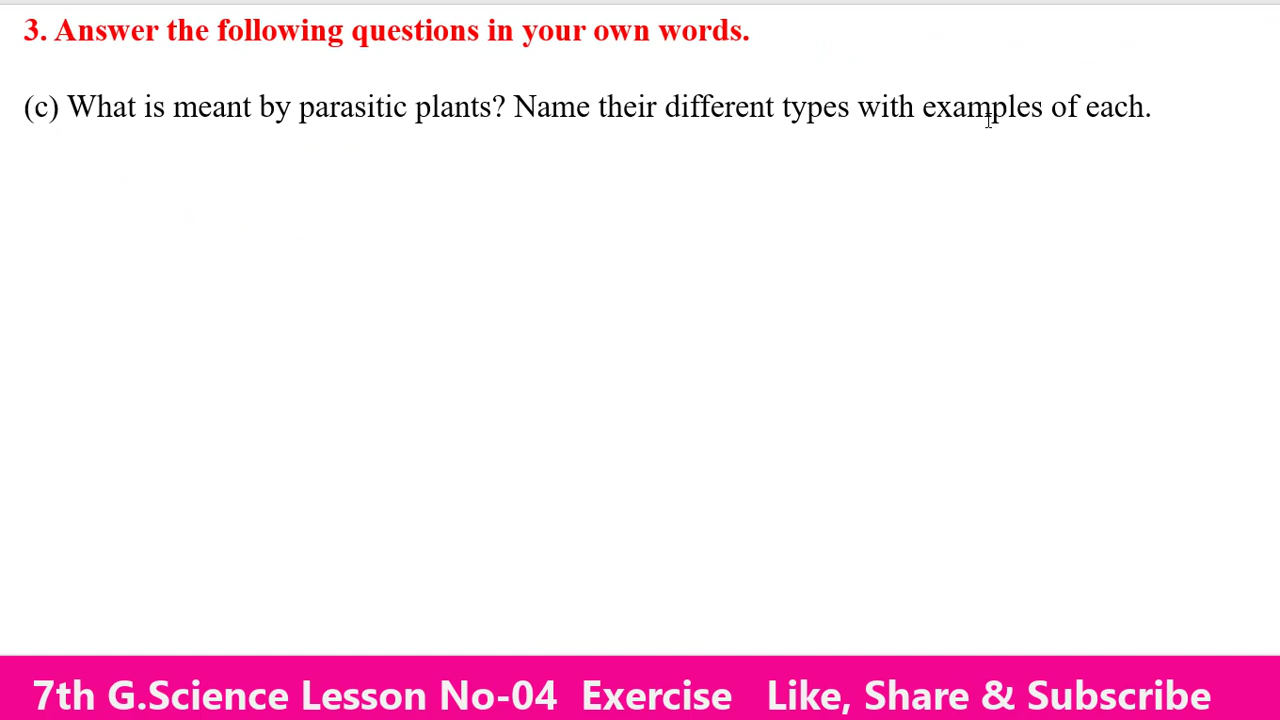 3. Answer the following questions in your own words.
(c) What is meant by parasitic plants? Name their different types with examples of each.
7th G.Science Lesson No-04 Exercise Like, Share & Subscribe